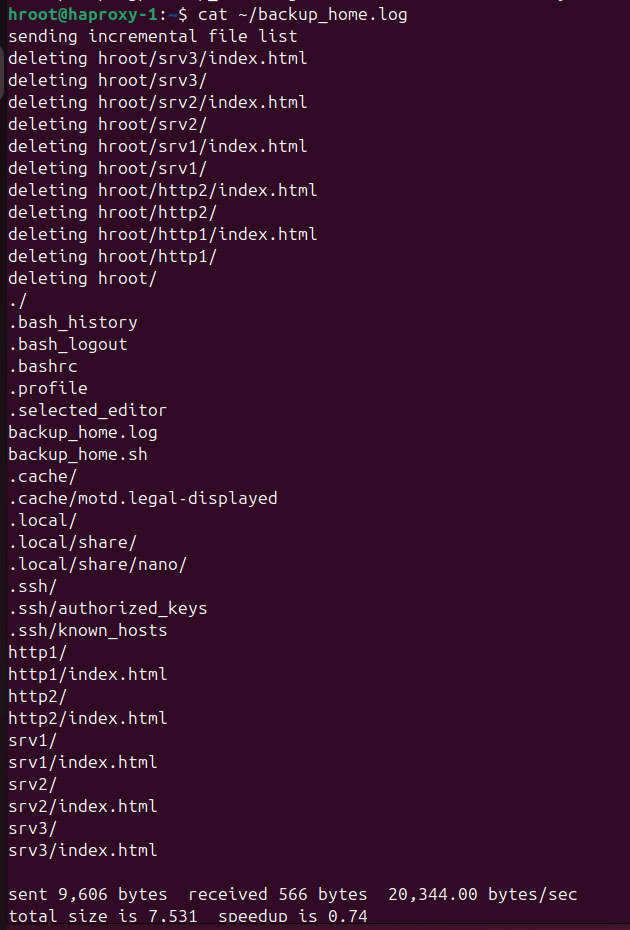 hroot@haproxy-1:~$ cat ~/backup_home.log
sending incremental file list
deleting hroot/srv3/index.html
deleting hroot/srv3/
deleting hroot/srv2/index.html
deleting hroot/srv2/
deleting hroot/srv1/index.html
deleting hroot/srv1/
deleting hroot/http2/index.html
deleting hroot/http2/
deleting hroot/http1/index.html
deleting hroot/http1/
deleting hroot/
./
.bash_history
.bash_logout
.bashrc
.profile
.selected_editor
backup_home.log
backup_home.sh
.cache/
.cache/motd.legal-displayed
.local/
.local/share/
.local/share/nano/
.ssh/
.ssh/authorized_keys
.ssh/known_hosts
http1/
http1/index.html
http2/
http2/index.html
srv1/
srv1/index.html
srv2/
srv2/index.html
srv3/
srv3/index.html
sent 9,606 bytes  received 566 bytes  20,344.00 bytes/sec
total size is 7,531  speedup is 0.74